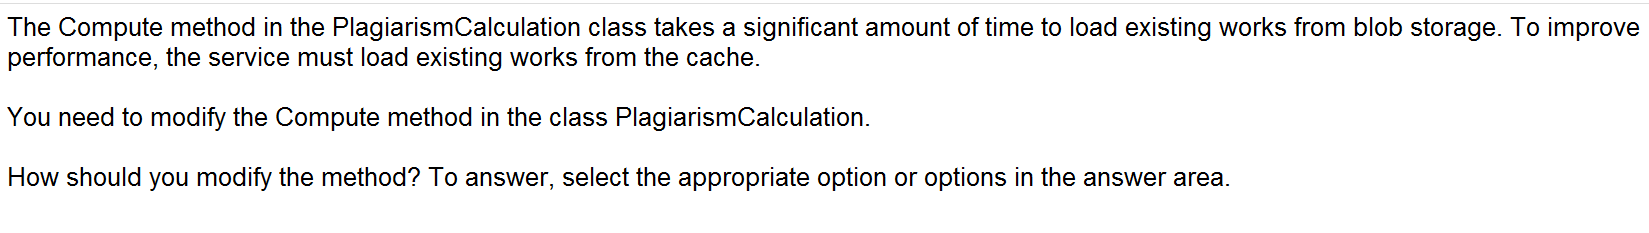 The Compute method in the PlagiarismCalculation class takes a significant amount of time to load existing works from blob storage. To improve
performance, the service must load existing works from the cache.
You need to modify the Compute method in the class PlagiarismCalculation.
How should you modify the method? To answer, select the appropriate option or options in the answer area.